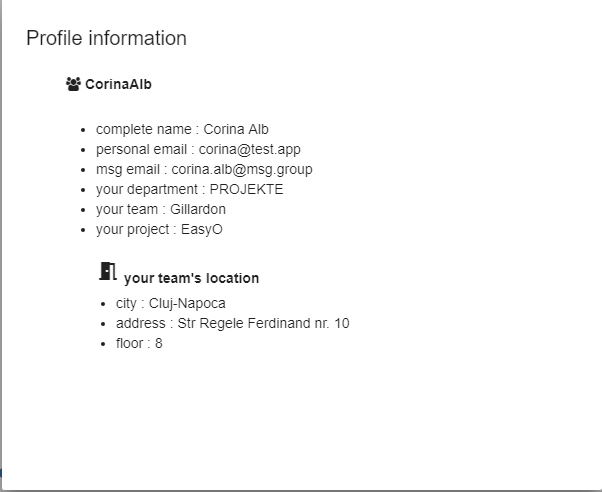 Profile information
CorinaAlb
complete name : Corina Alb
personal email : corina@test.app
msg email : corina.alb@msg.group
your department : PROJEKTE
your team : Gillardon
your project : EasyO
your team's location
city : Cluj-Napoca
address : Str Regele Ferdinand nr. 10
floor : 8